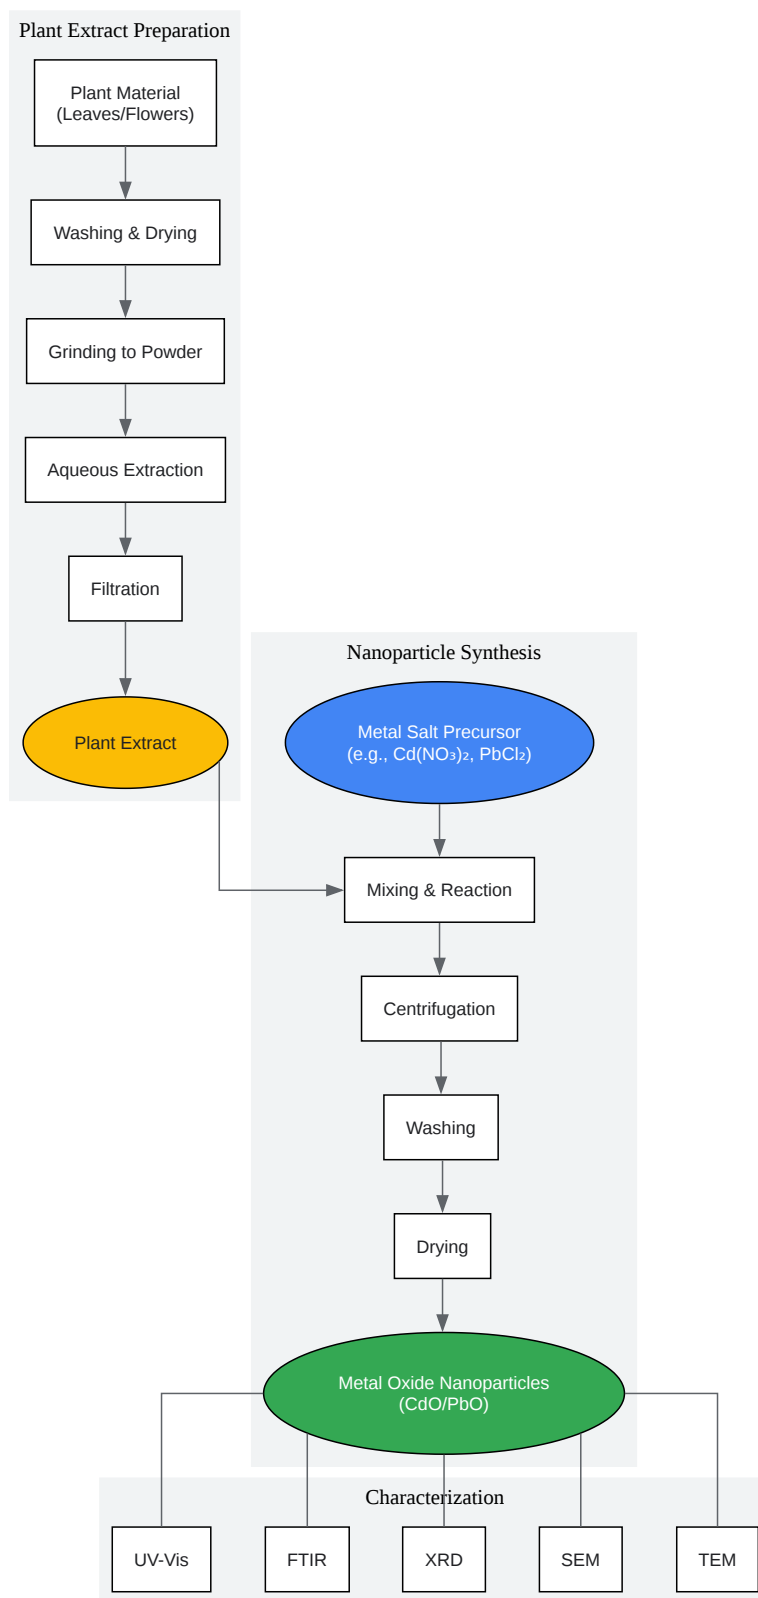 Plant Extract Preparation
Plant Material
(Leaves/Flowers)
Washing & Drying
Grinding to Powder
Aqueous Extraction
Filtration
Plant Extract
Nanoparticle Synthesis
Metal Salt Precursor
(e.g., Cd(NO₃)₂, PbCl₂)
Mixing & Reaction
Centrifugation
Washing
Drying
Metal Oxide Nanoparticles
(CdO/PbO)
Characterization
UV-Vis
FTIR
XRD
SEM
TEM